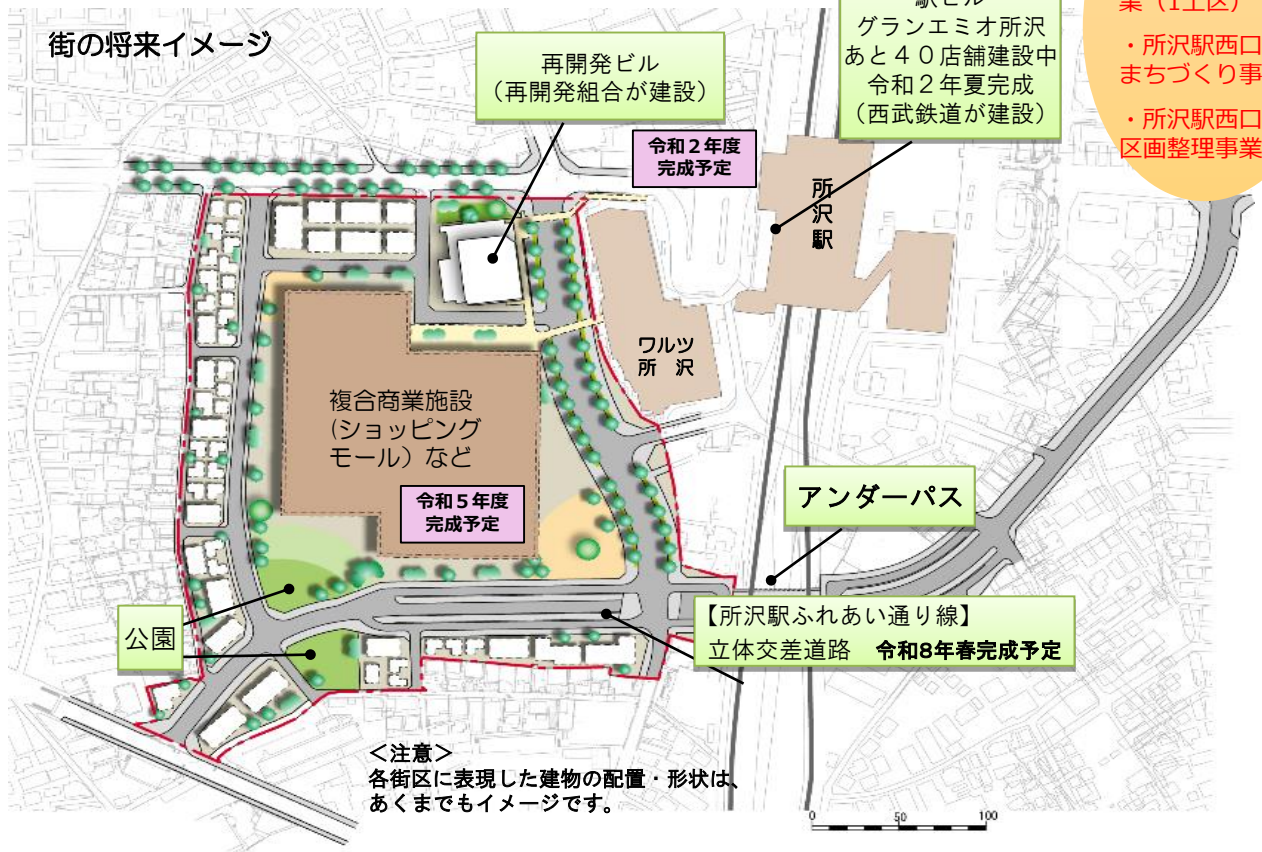 街の将来イメージ
再開発ビル
（再開発組合が建設）
駅ビル
グランエミオ所沢
あと４０店舗建設中
令和２年夏完成
（西武鉄道が建設）
業（1工区）
・所沢駅西口
まちづくり事
・所沢駅西口
区画整理事業
令和２年度
完成予定
所沢駅
ワルツ
所　沢
複合商業施設
(ショッピング
モール）など
令和５年度
完成予定
アンダーパス
公園
【所沢駅ふれあい通り線】
立体交差道路　令和8年春完成予定
＜注意＞
各街区に表現した建物の配置・形状は、
あくまでもイメージです。
0 50 100